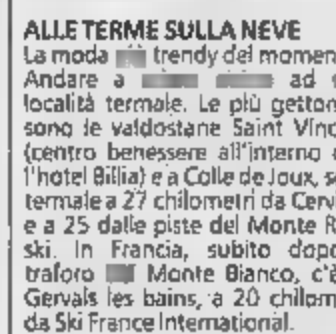 ALLE TERME SULLA NEVE
La moda trendy del momen
Andare a ad
località termale. Le più getton
sono le valdostane Saint Vinc
(centro benessere all'interno
l'hotel Billia) e a Colle de Joux, s
termale a 27 chilometri da Cervi
e a 25 dalle piste del Monte R
ski. In Francia, subito dopo
traforo Monte Bianco, c'è
Gervais les bains, a 20 chilom
da Ski France International.